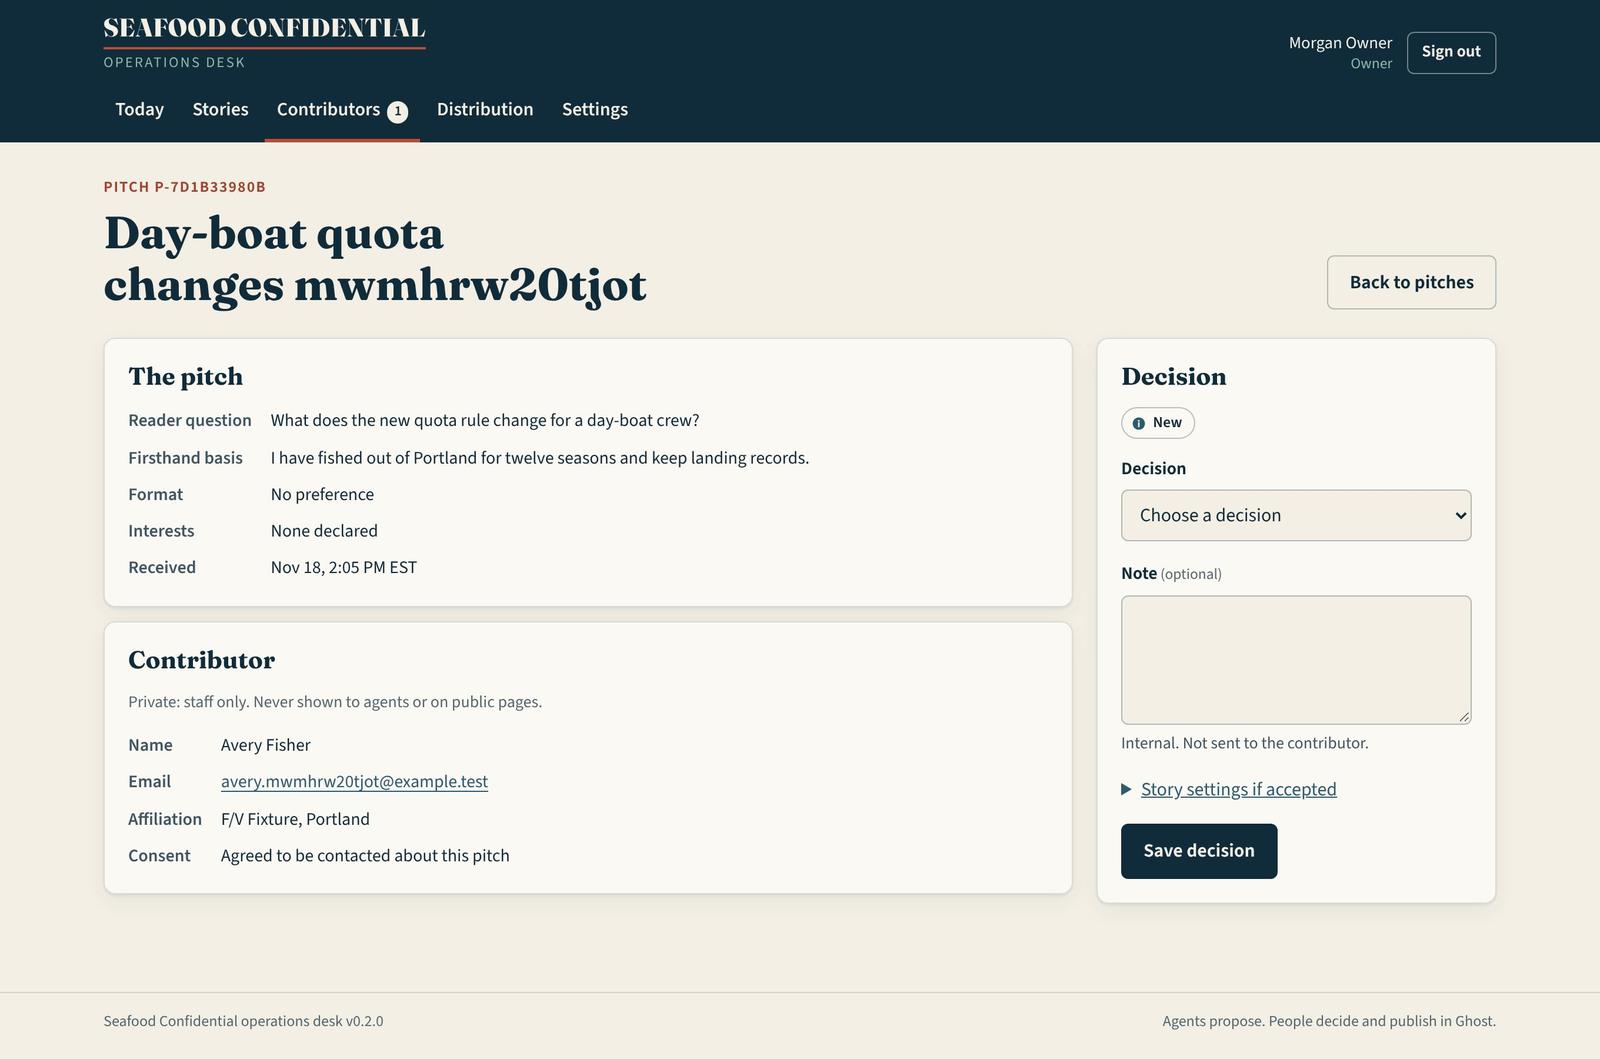 SEAFOOD CONFIDENTIAL
OPERATIONS DESK
Morgan Owner
Owner
Sign out
Today
Stories
Contributors 1
Distribution
Settings
PITCH P-7D1B33980B
Day-boat quota
changes mwmhrw20tjot
Back to pitches
The pitch
Reader question What does the new quota rule change for a day-boat crew?
Firsthand basis I have fished out of Portland for twelve seasons and keep landing records.
Format No preference
Interests None declared
Received Nov 18, 2:05 PM EST
Contributor
Private: staff only. Never shown to agents or on public pages.
Name Avery Fisher
Email avery.mwmhrw20tjot@example.test
Affiliation F/V Fixture, Portland
Consent Agreed to be contacted about this pitch
Decision
New
Decision
Choose a decision
Note (optional)
Internal. Not sent to the contributor.
Story settings if accepted
Save decision
Seafood Confidential operations desk v0.2.0
Agents propose. People decide and publish in Ghost.